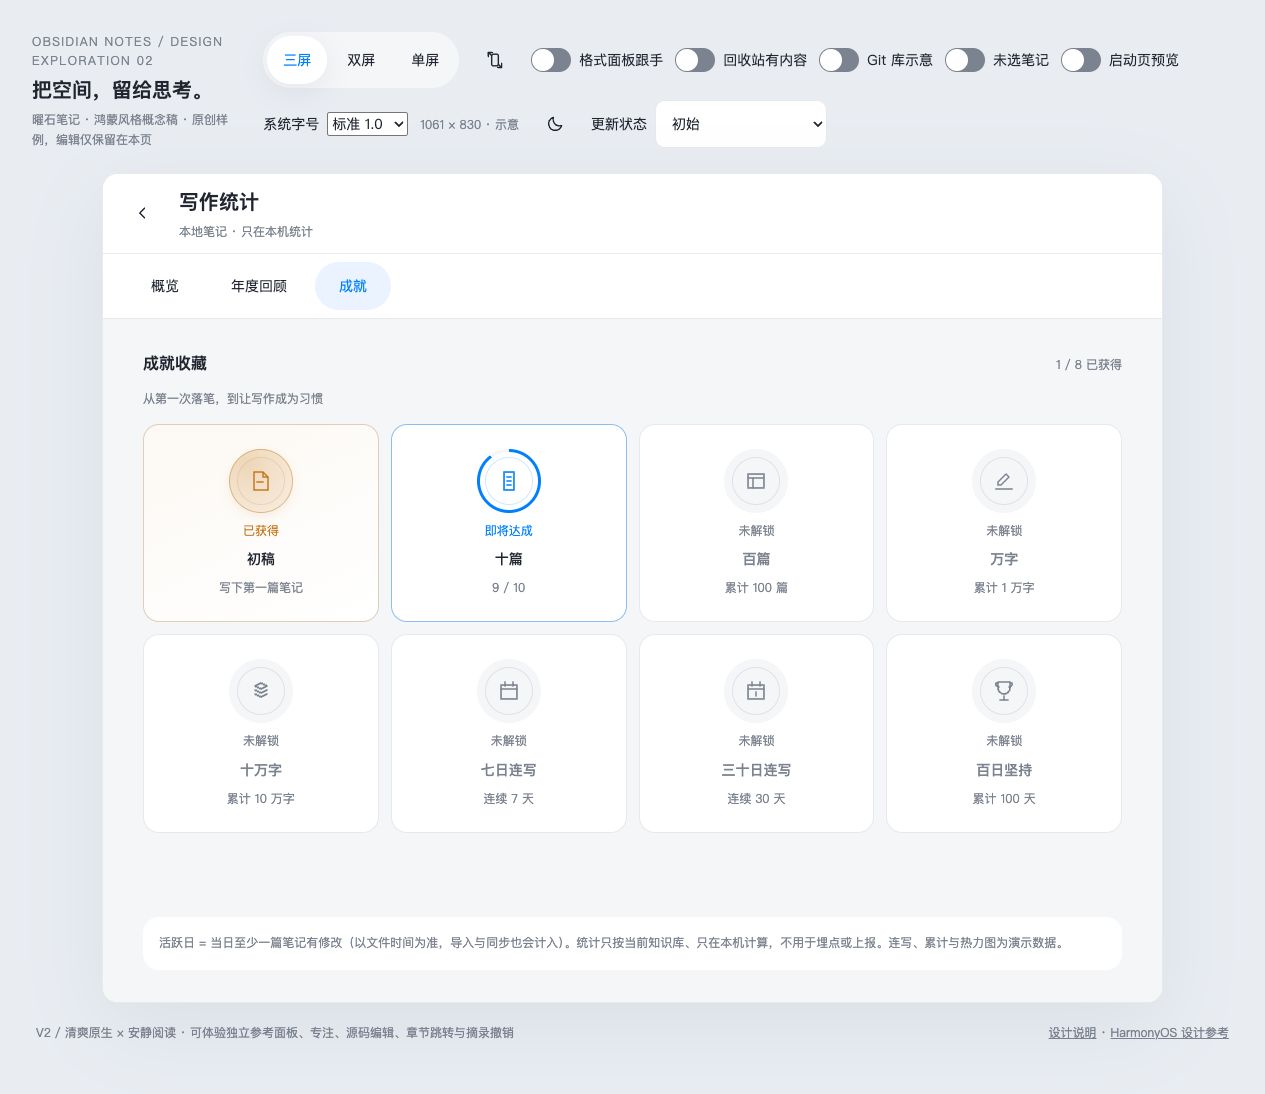 OBSIDIAN NOTES / DESIGN
EXPLORATION 02
把空间，留给思考。
曜石笔记 · 鸿蒙风格概念稿 · 原创样
例，编辑仅保留在本页
三屏
双屏
单屏
格式面板跟手
回收站有内容
Git 库示意
未选笔记
启动页预览
系统字号
标准 1.0
1061 × 830 · 示意
更新状态
初始
写作统计
本地笔记 · 只在本机统计
概览
年度回顾
成就
成就收藏
1 / 8 已获得
从第一次落笔，到让写作成为习惯
已获得
初稿
写下第一篇笔记
即将达成
十篇
9 / 10
未解锁
百篇
累计 100 篇
未解锁
万字
累计 1 万字
未解锁
十万字
累计 10 万字
未解锁
七日连写
连续 7 天
未解锁
三十日连写
连续 30 天
未解锁
百日坚持
累计 100 天
活跃日 = 当日至少一篇笔记有修改（以文件时间为准，导入与同步也会计入）。统计只按当前知识库、只在本机计算，不用于埋点或上报。连写、累计与热力图为演示数据。
V2 / 清爽原生 × 安静阅读 · 可体验独立参考面板、专注、源码编辑、章节跳转与摘录撤销
设计说明 · HarmonyOS 设计参考